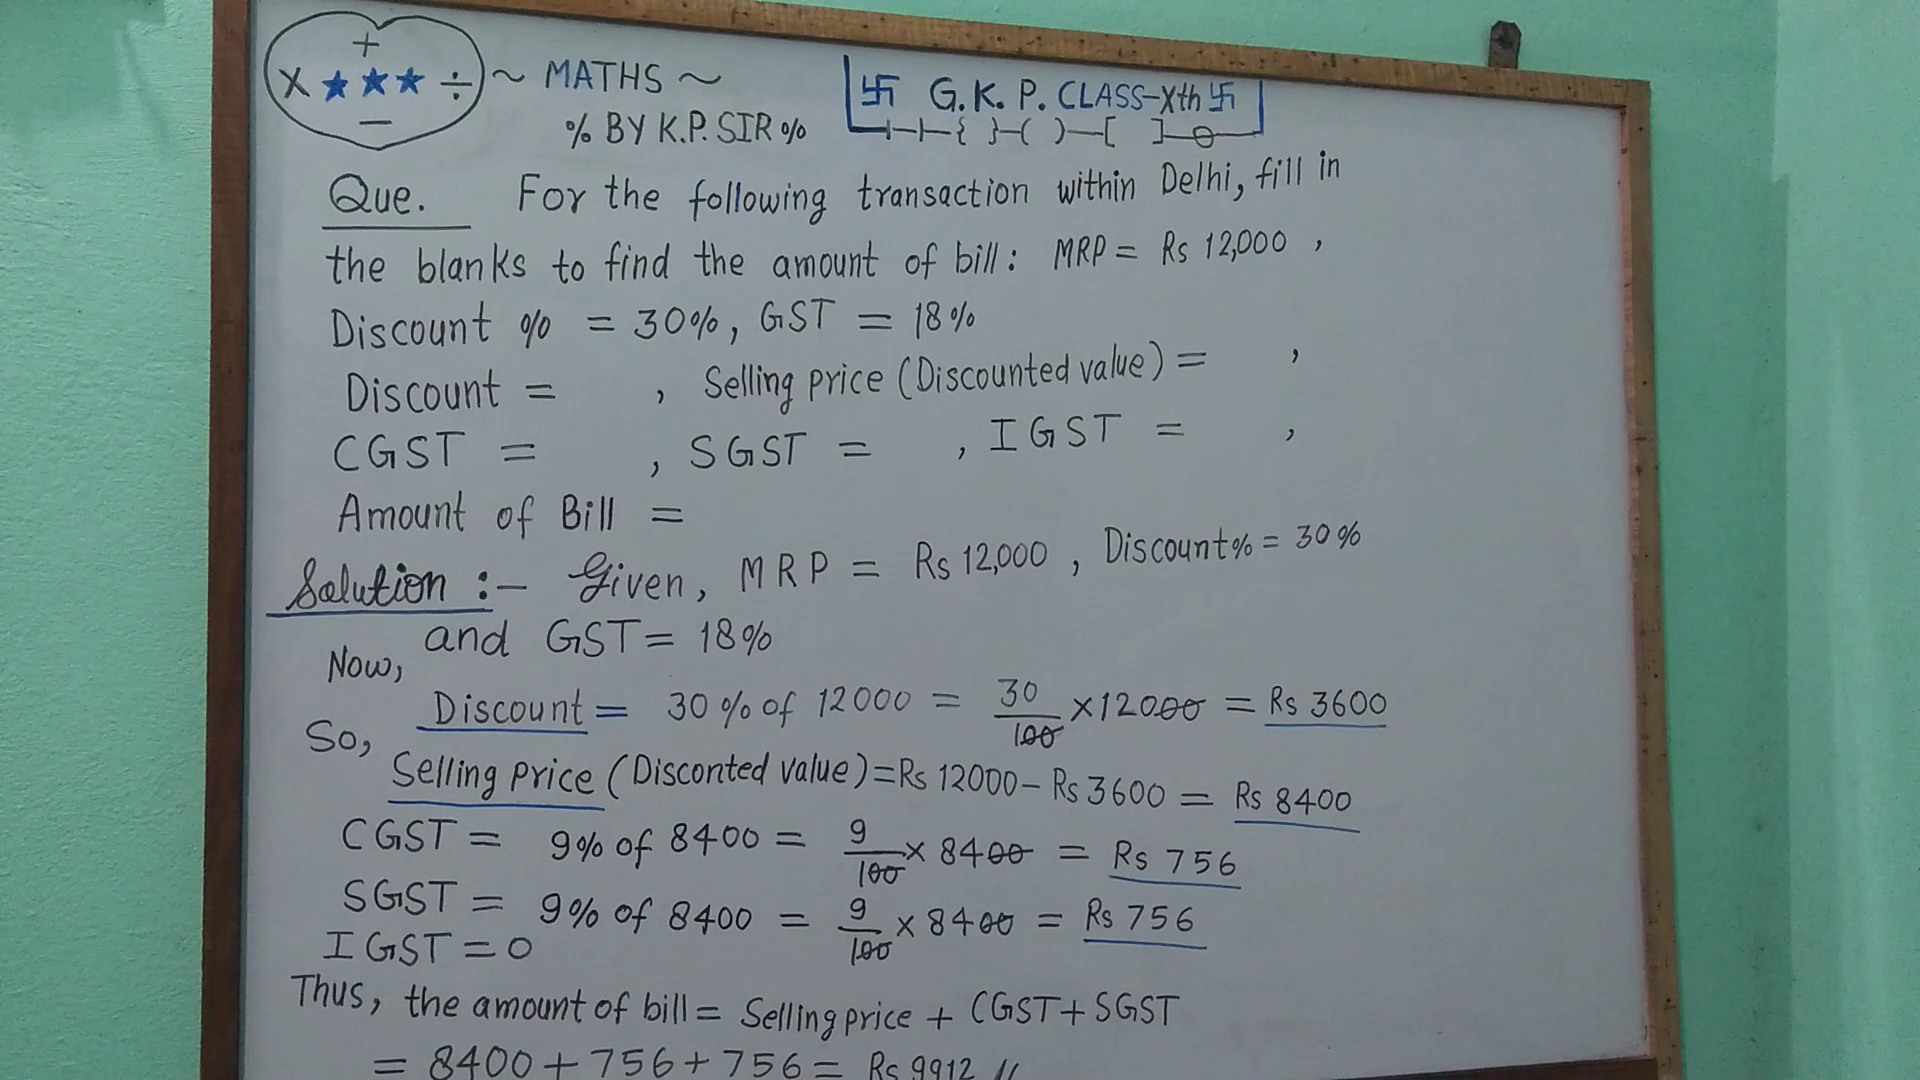 +
× ★ ★ ★ ÷
−
~ MATHS ~
% BY K.P. SIR %
卐 G.K.P. CLASS-Xth 卐
{ } ( ) [ ]
Que. For the following transaction within Delhi, fill in
the blanks to find the amount of bill: MRP = Rs 12,000 ,
Discount % = 30%, GST = 18%
Discount = , Selling price (Discounted value) = ,
CGST = , SGST = , IGST = ,
Amount of Bill =
Solution :- Given, MRP = Rs 12,000 , Discount% = 30%
and GST = 18%
Now,
Discount = 30% of 12000 = 30/100 × 12000 = Rs 3600
So,
Selling price (Disconted value) = Rs 12000 - Rs 3600 = Rs 8400
CGST = 9% of 8400 = 9/100 × 8400 = Rs 756
SGST = 9% of 8400 = 9/100 × 8400 = Rs 756
IGST = 0
Thus, the amount of bill = Selling price + CGST + SGST
= 8400 + 756 + 756 = Rs 9912 //